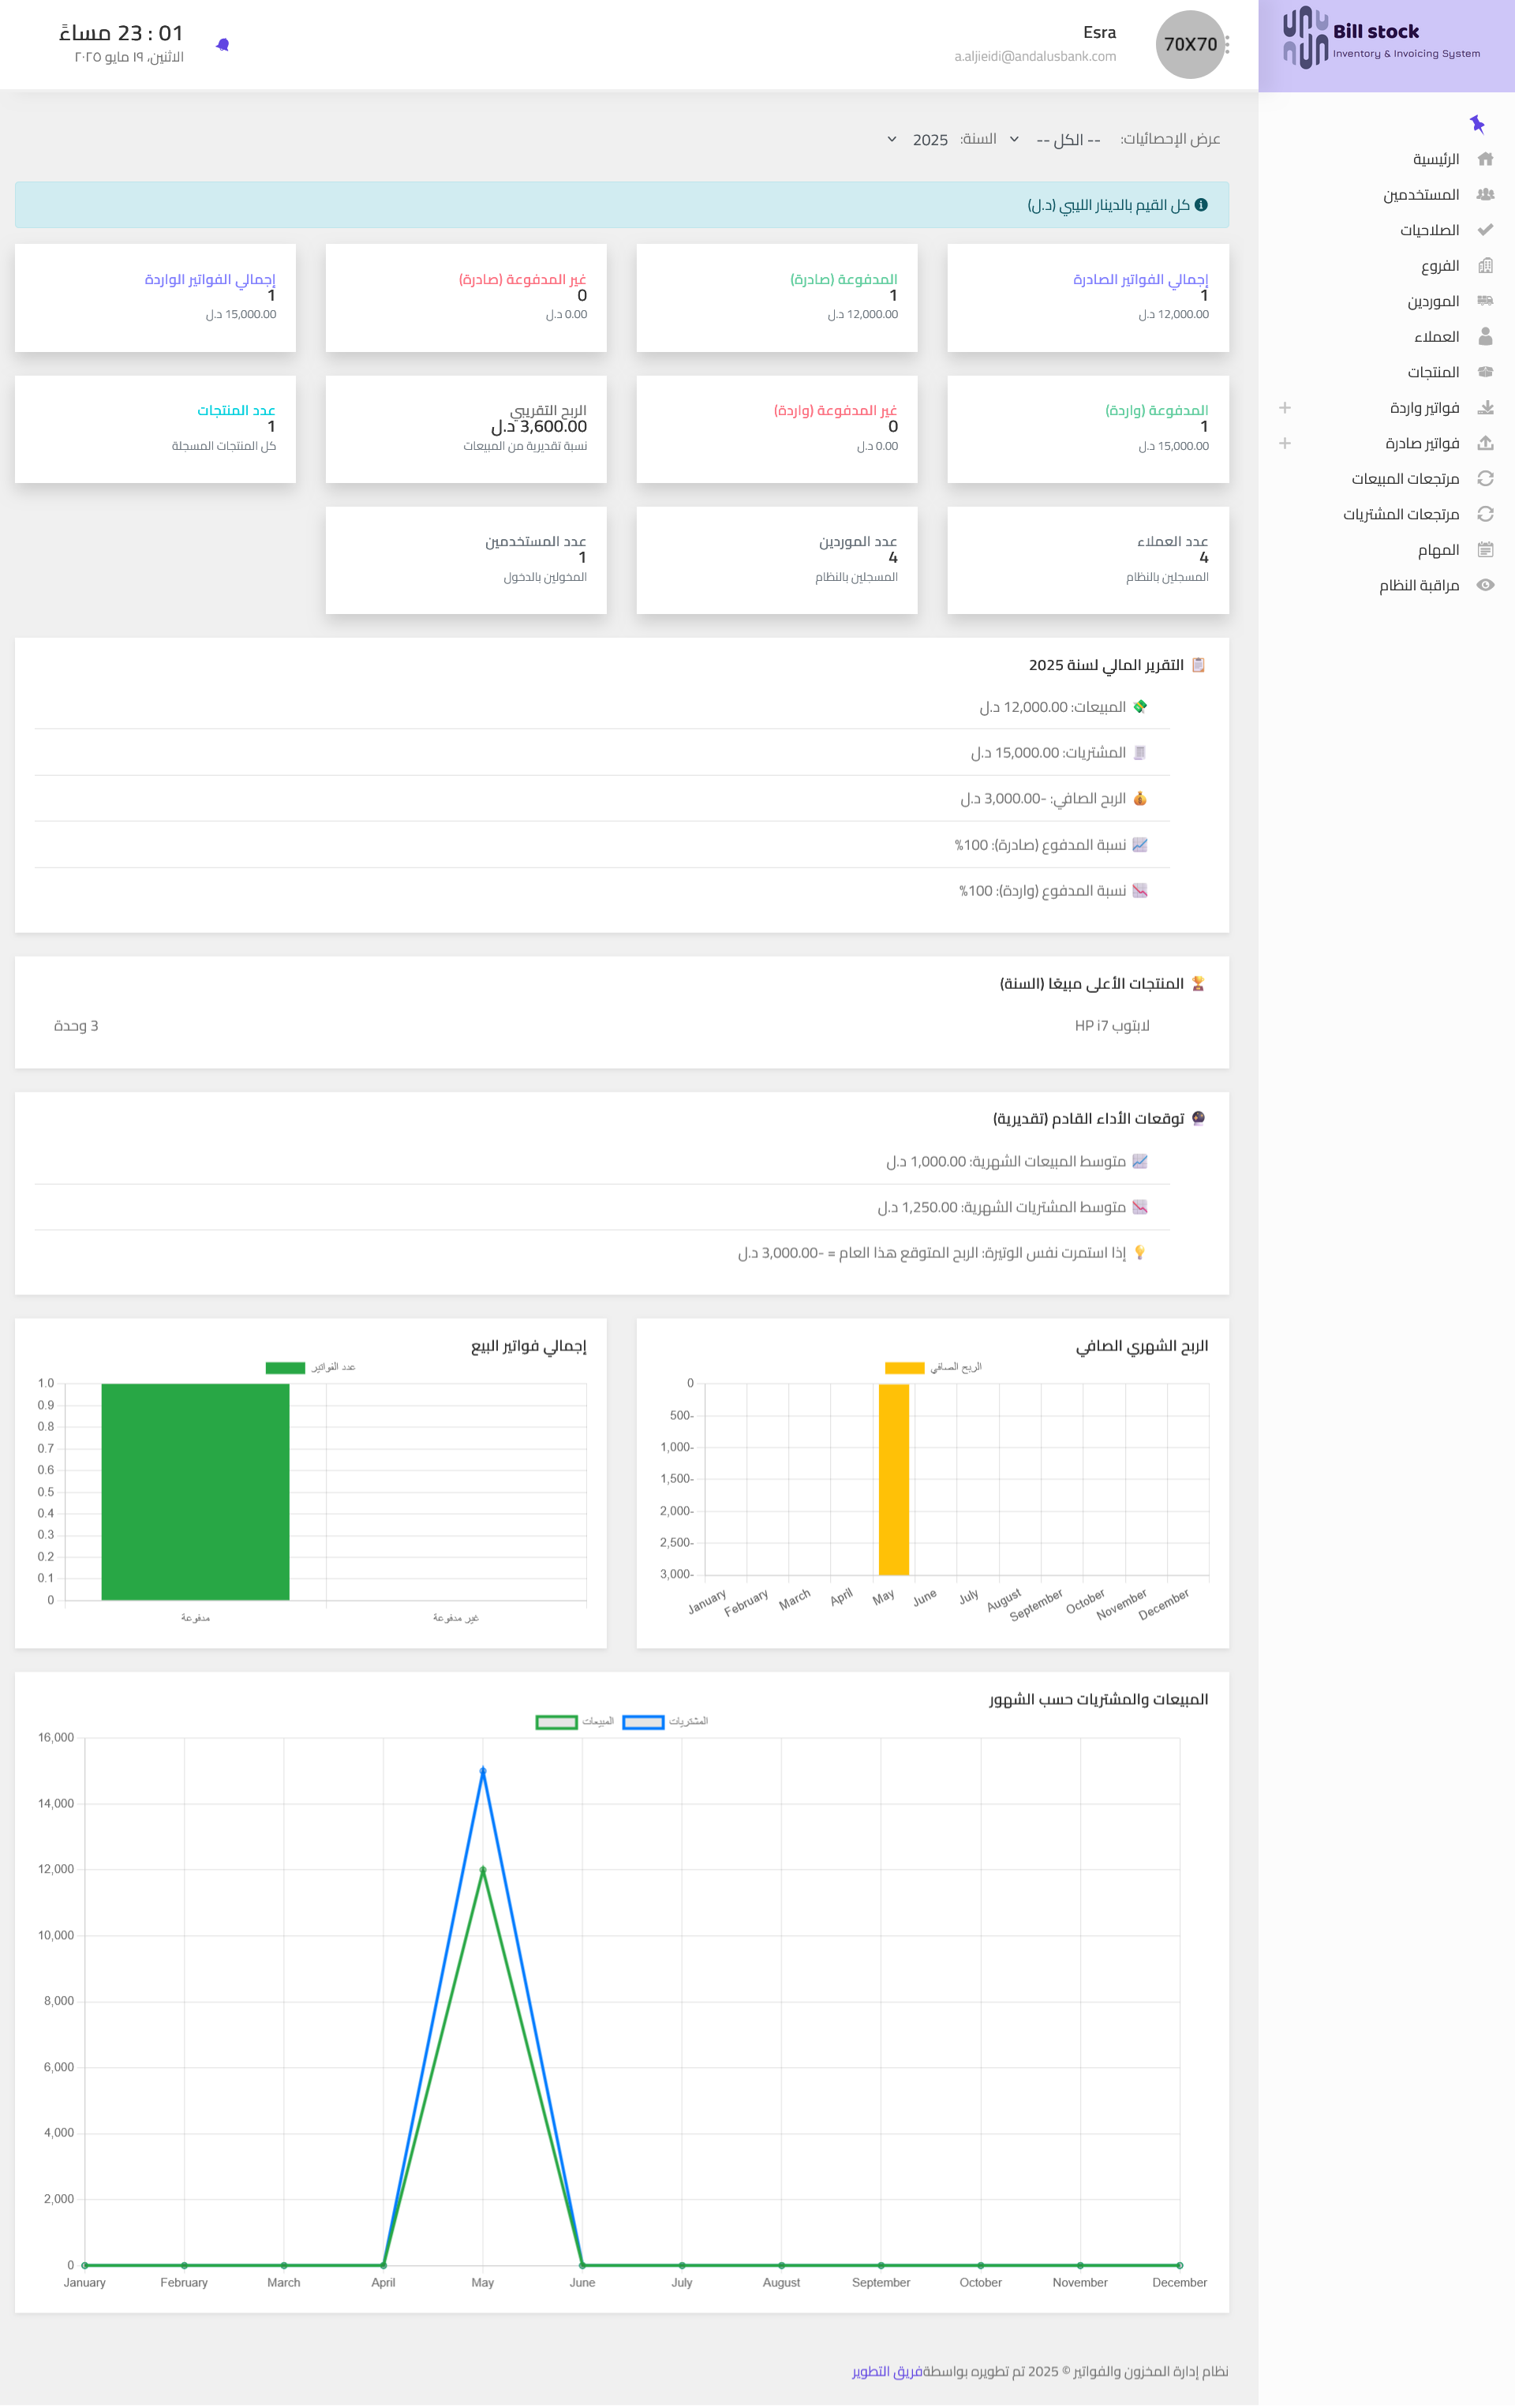 Bill stock
Inventory & Invoicing System
70X70
Esra
a.aljieidi@andalusbank.com
01 : 23 مساءً
الاثنين، ١٩ مايو ٢٠٢٥
الرئيسية
المستخدمين
الصلاحيات
الفروع
الموردين
العملاء
المنتجات
فواتير واردة +
فواتير صادرة +
مرتجعات المبيعات
مرتجعات المشتريات
المهام
مراقبة النظام
عرض الإحصائيات: -- الكل -- السنة: 2025
كل القيم بالدينار الليبي (د.ل)
إجمالي الفواتير الصادرة
1
12,000.00 د.ل
المدفوعة (صادرة)
1
12,000.00 د.ل
غير المدفوعة (صادرة)
0
0.00 د.ل
إجمالي الفواتير الواردة
1
15,000.00 د.ل
المدفوعة (واردة)
1
15,000.00 د.ل
غير المدفوعة (واردة)
0
0.00 د.ل
الربح التقريبي
3,600.00 د.ل
نسبة تقديرية من المبيعات
عدد المنتجات
1
كل المنتجات المسجلة
عدد العملاء
4
المسجلين بالنظام
عدد الموردين
4
المسجلين بالنظام
عدد المستخدمين
1
المخولين بالدخول
📋 التقرير المالي لسنة 2025
💸 المبيعات: 12,000.00 د.ل
🧾 المشتريات: 15,000.00 د.ل
💰 الربح الصافي: -3,000.00 د.ل
📈 نسبة المدفوع (صادرة): 100%
📉 نسبة المدفوع (واردة): 100%
🏆 المنتجات الأعلى مبيعًا (السنة)
لابتوب HP i7
3 وحدة
🔮 توقعات الأداء القادم (تقديرية)
📈 متوسط المبيعات الشهرية: 1,000.00 د.ل
📉 متوسط المشتريات الشهرية: 1,250.00 د.ل
💡 إذا استمرت نفس الوتيرة: الربح المتوقع هذا العام = -3,000.00 د.ل
الربح الشهري الصافي
الربح الصافي
0
500-
1,000-
1,500-
2,000-
2,500-
3,000-
January February March April May June July August September October November December
إجمالي فواتير البيع
عدد الفواتير
1.0
0.9
0.8
0.7
0.6
0.5
0.4
0.3
0.2
0.1
0
مدفوعة
غير مدفوعة
المبيعات والمشتريات حسب الشهور
المشتريات
المبيعات
16,000
14,000
12,000
10,000
8,000
6,000
4,000
2,000
0
January February March April May June July August September October November December
نظام إدارة المخزون والفواتير © 2025 تم تطويره بواسطةفريق التطوير